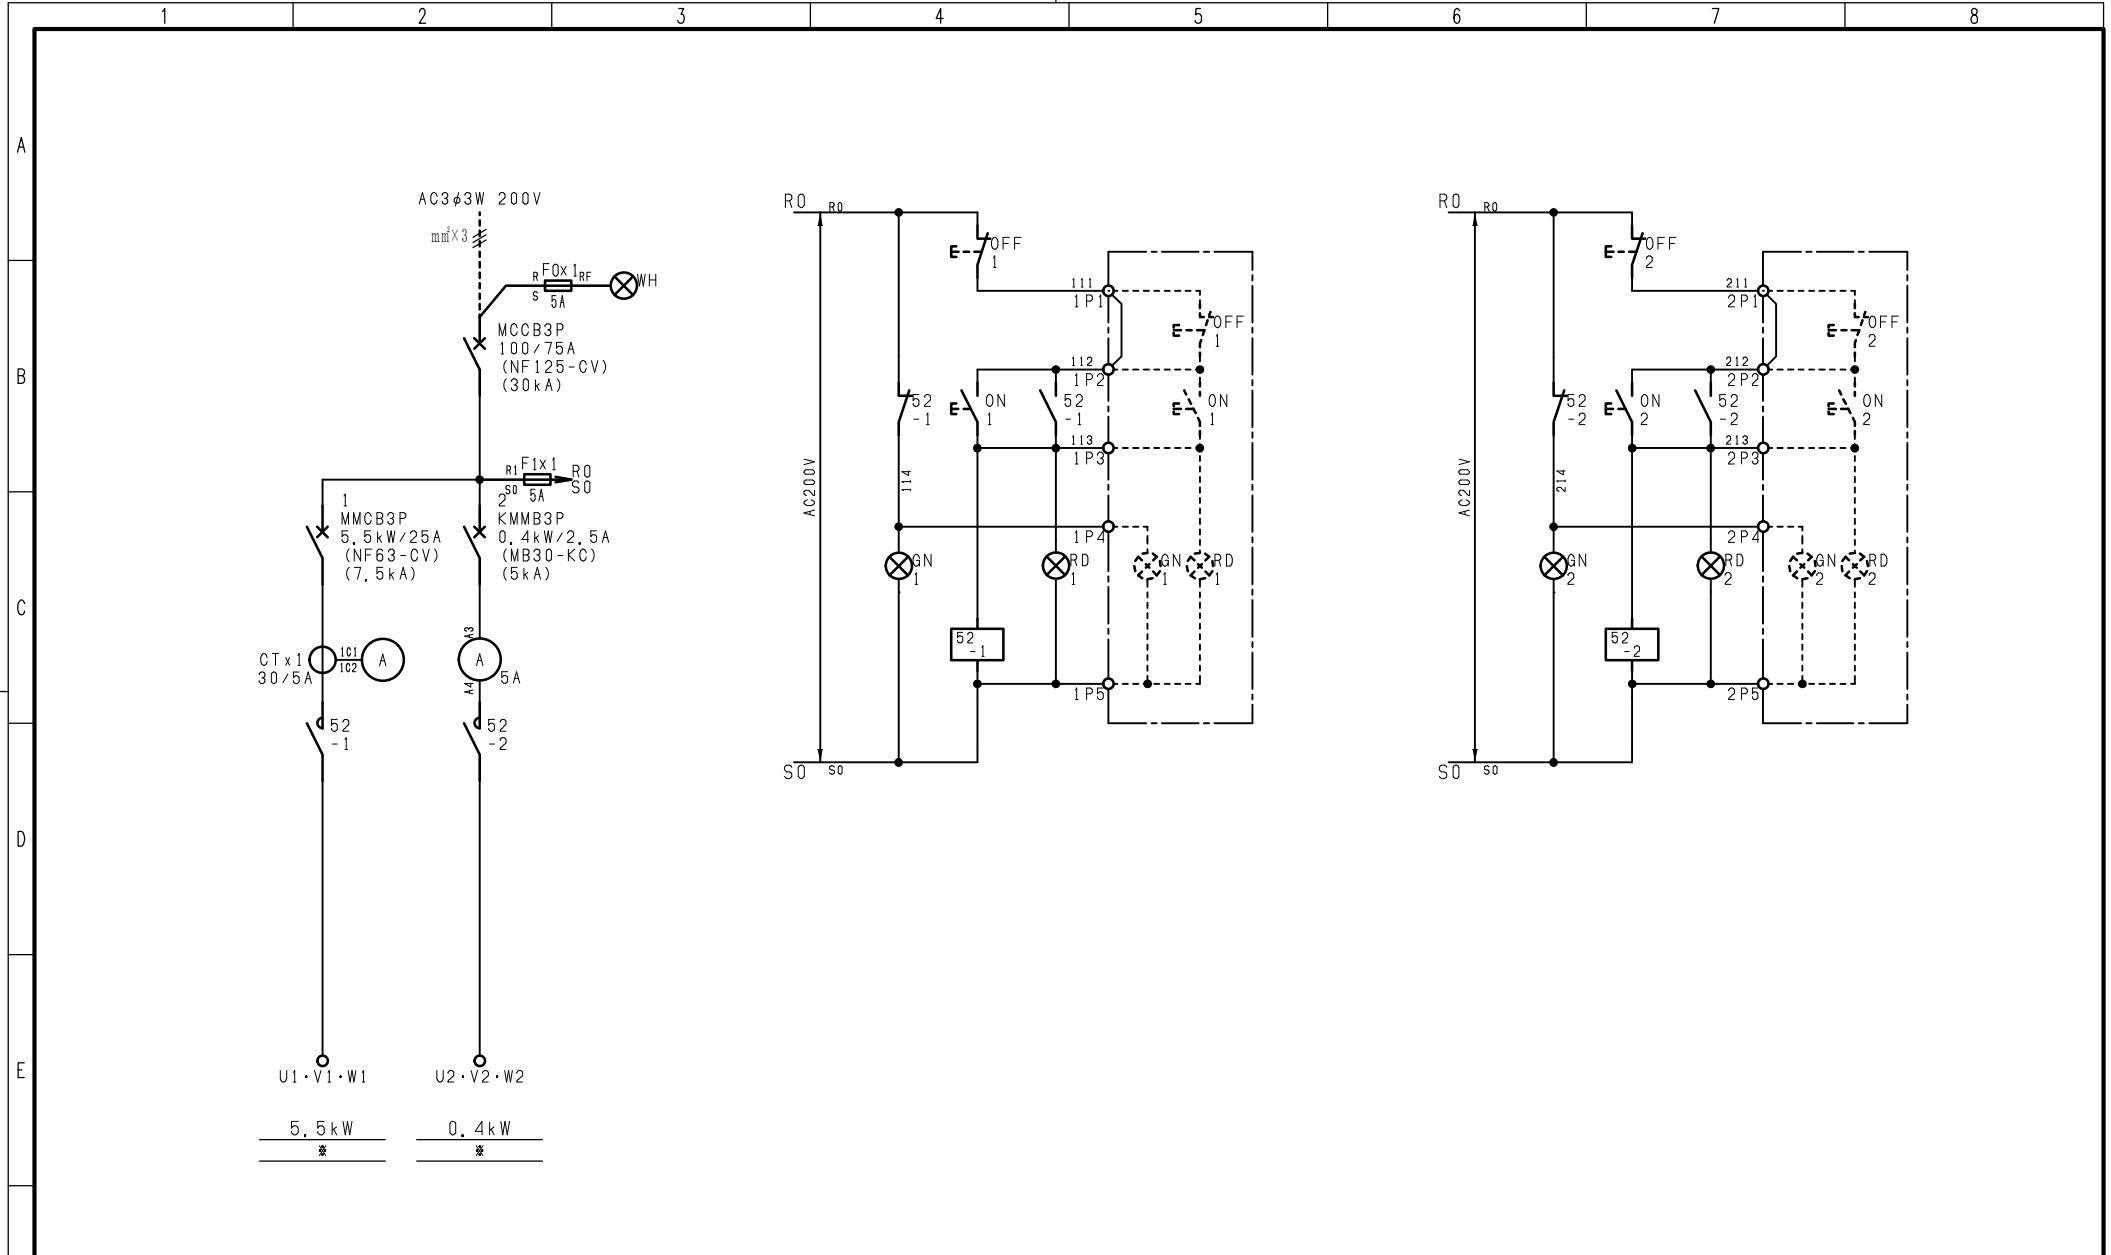 1 2 3 4 5 6 7 8
A
B
C
D
E
AC3φ3W 200V
mm²×3
R F0x1 RF
S 5A
WH
MCCB3P
100/75A
(NF125-CV)
(30kA)
R1 F1x1 R0
S0 5A S0
1
MMCB3P
5.5kW/25A
(NF63-CV)
(7.5kA)
2
KMMB3P
0.4kW/2.5A
(MB30-KC)
(5kA)
CTx1
30/5A
1C1
1C2
A
A3
A
A4
5A
52
-1
52
-2
U1・V1・W1
U2・V2・W2
5.5kW
※
0.4kW
※
R0 R0
AC200V
OFF
1
111
1P1
OFF
1
112
1P2
52
-1
ON
1
52
-1
ON
1
113
1P3
114
1P4
GN
1
RD
1
GN
1
RD
1
52
-1
1P5
S0 S0
R0 R0
AC200V
OFF
2
211
2P1
OFF
2
212
2P2
52
-2
ON
2
52
-2
ON
2
213
2P3
214
2P4
GN
2
RD
2
GN
2
RD
2
52
-2
2P5
S0 S0